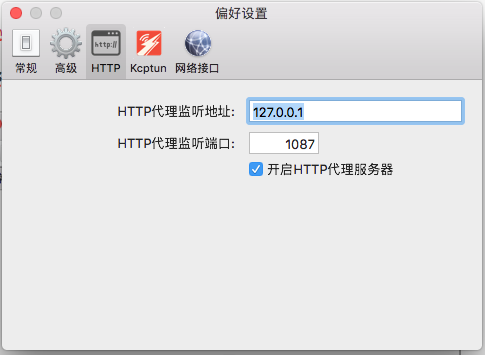 偏好设置
http://
常规 高级 HTTP Kcptun 网络接口
HTTP代理监听地址: 127.0.0.1
HTTP代理监听端口: 1087
开启HTTP代理服务器